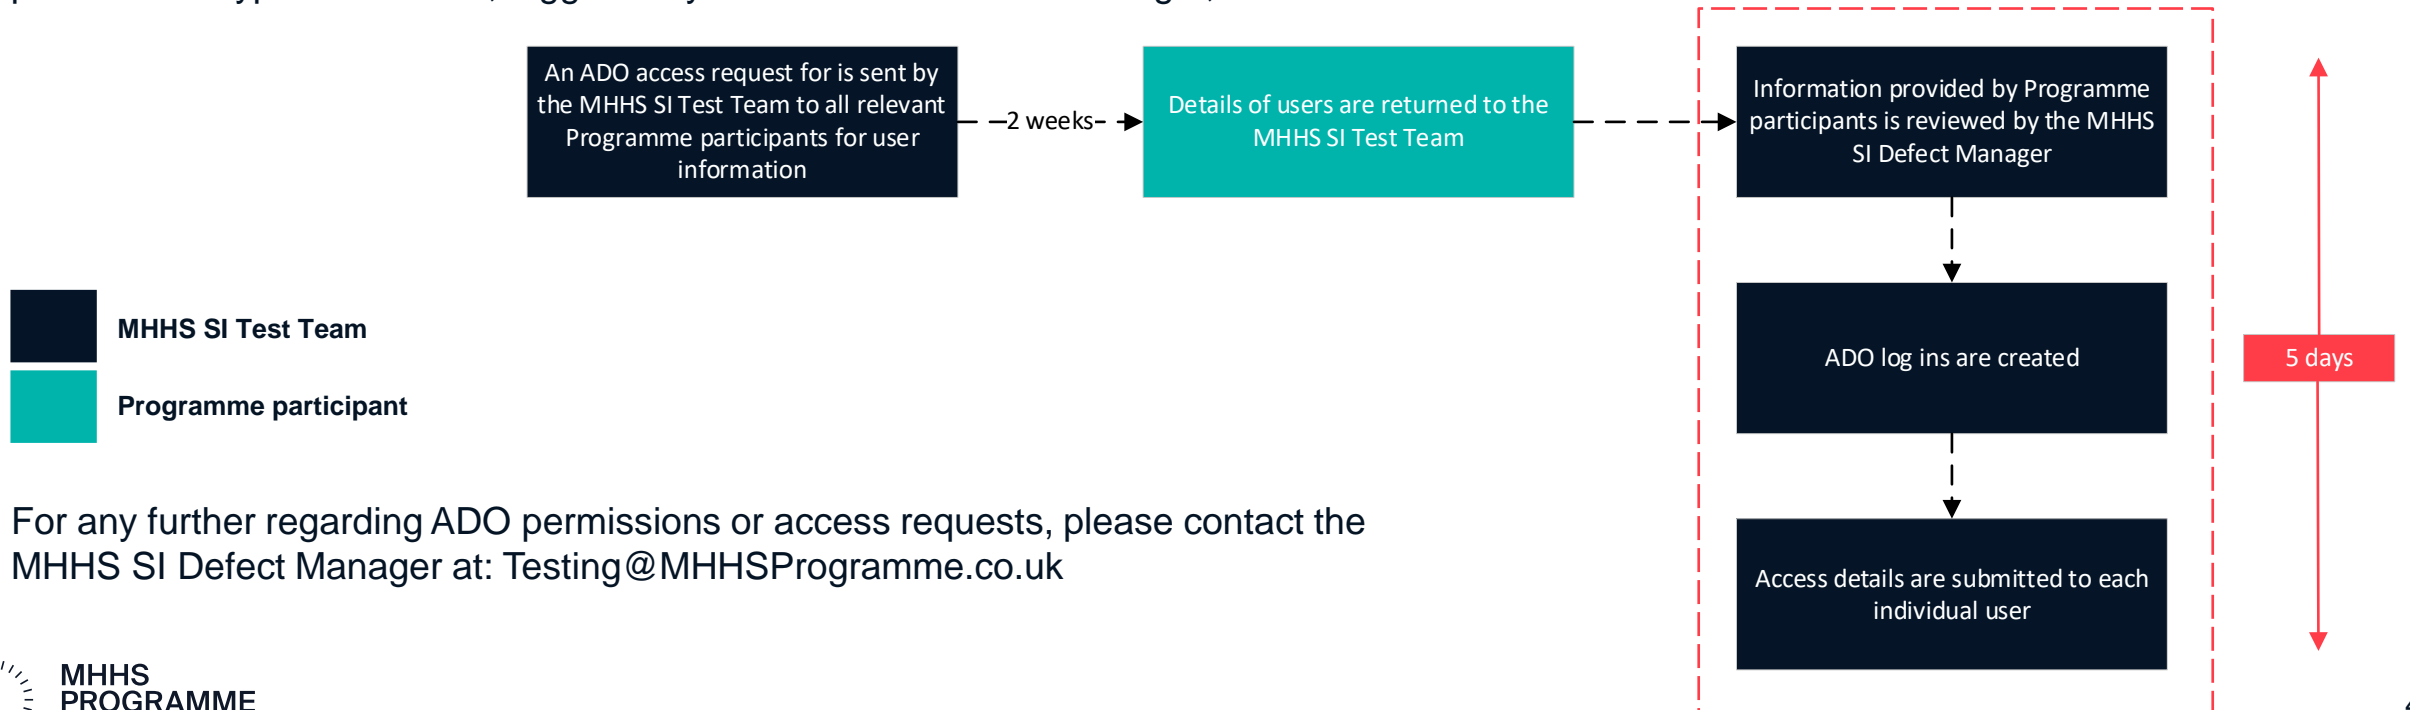 An ADO access request for is sent by
the MHHS SI Test Team to all relevant
Programme participants for user
information
2 weeks
Details of users are returned to the
MHHS SI Test Team
Information provided by Programme
participants is reviewed by the MHHS
SI Defect Manager
ADO log ins are created
5 days
Access details are submitted to each
individual user
MHHS SI Test Team
Programme participant
For any further regarding ADO permissions or access requests, please contact the
MHHS SI Defect Manager at: Testing@MHHSProgramme.co.uk
MHHS
PROGRAMME